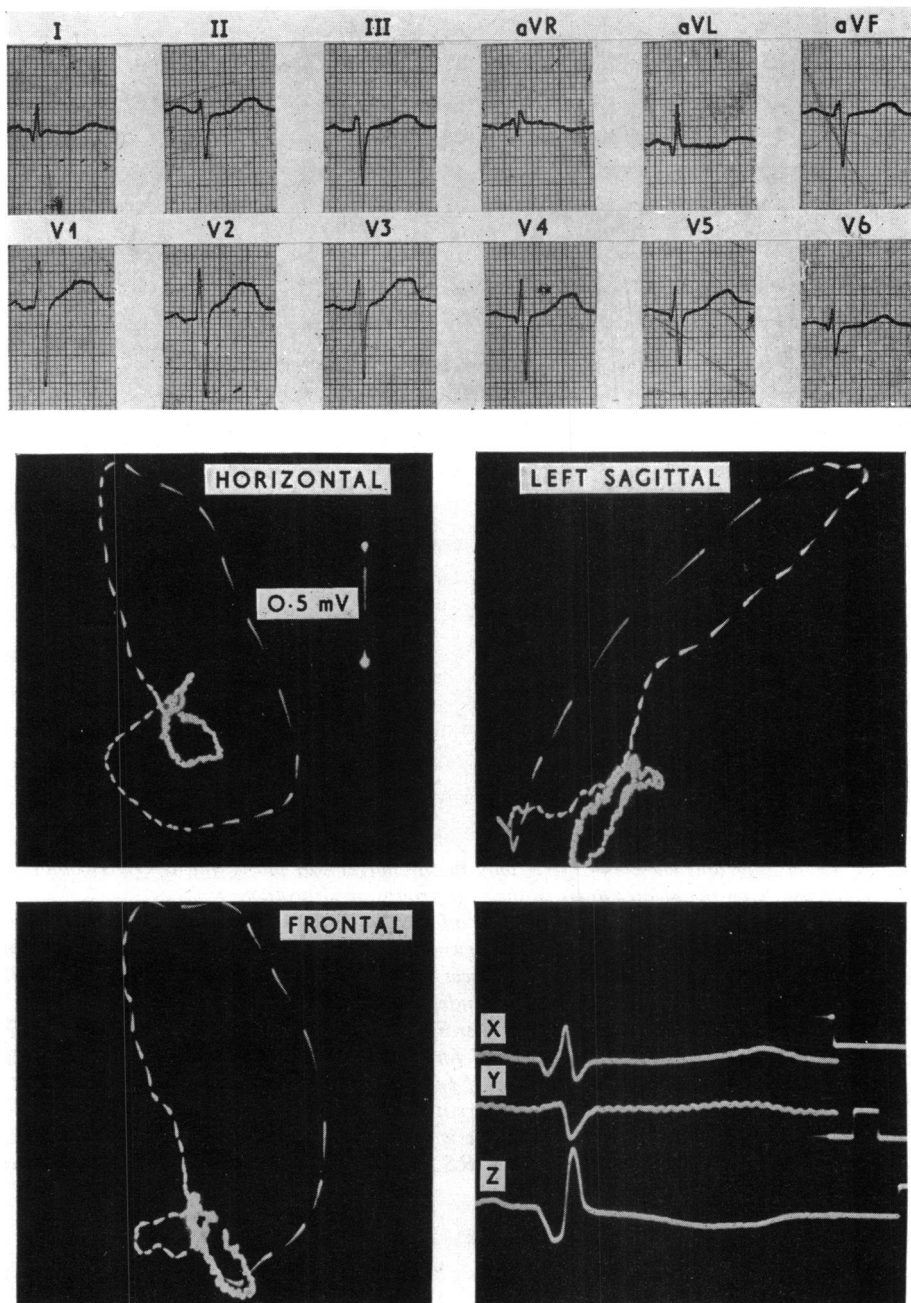 I II III aVR aVL aVF
V1 V2 V3 V4 V5 V6
HORIZONTAL
0·5 mV
LEFT SAGITTAL
FRONTAL
X
Y
Z